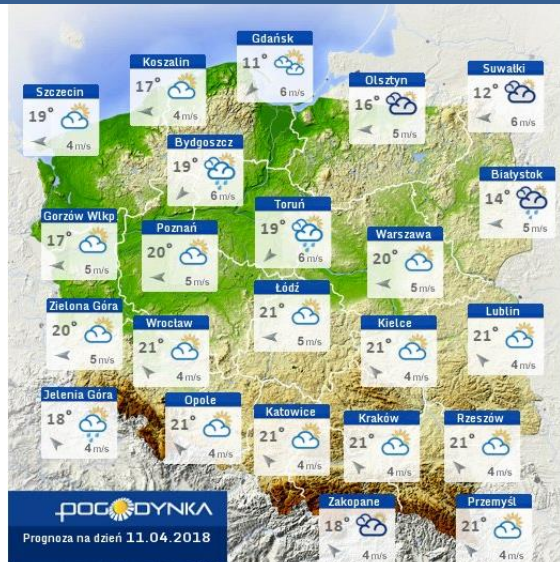 Gdańsk
11°
6 m/s
Koszalin
17°
4 m/s
Suwałki
12°
6 m/s
Olsztyn
16°
5 m/s
Szczecin
19°
4 m/s
Bydgoszcz
19°
6 m/s
Białystok
14°
5 m/s
Toruń
19°
6 m/s
Gorzów Wlkp
17°
5 m/s
Poznań
20°
5 m/s
Warszawa
20°
5 m/s
Łódź
21°
5 m/s
Zielona Góra
20°
5 m/s
Wrocław
21°
4 m/s
Kielce
21°
4 m/s
Lublin
21°
4 m/s
Jelenia Góra
18°
4 m/s
Opole
21°
4 m/s
Katowice
21°
4 m/s
Kraków
21°
4 m/s
Rzeszów
21°
4 m/s
Zakopane
18°
4 m/s
Przemyśl
21°
4 m/s
POGODYNKA
Prognoza na dzień 11.04.2018